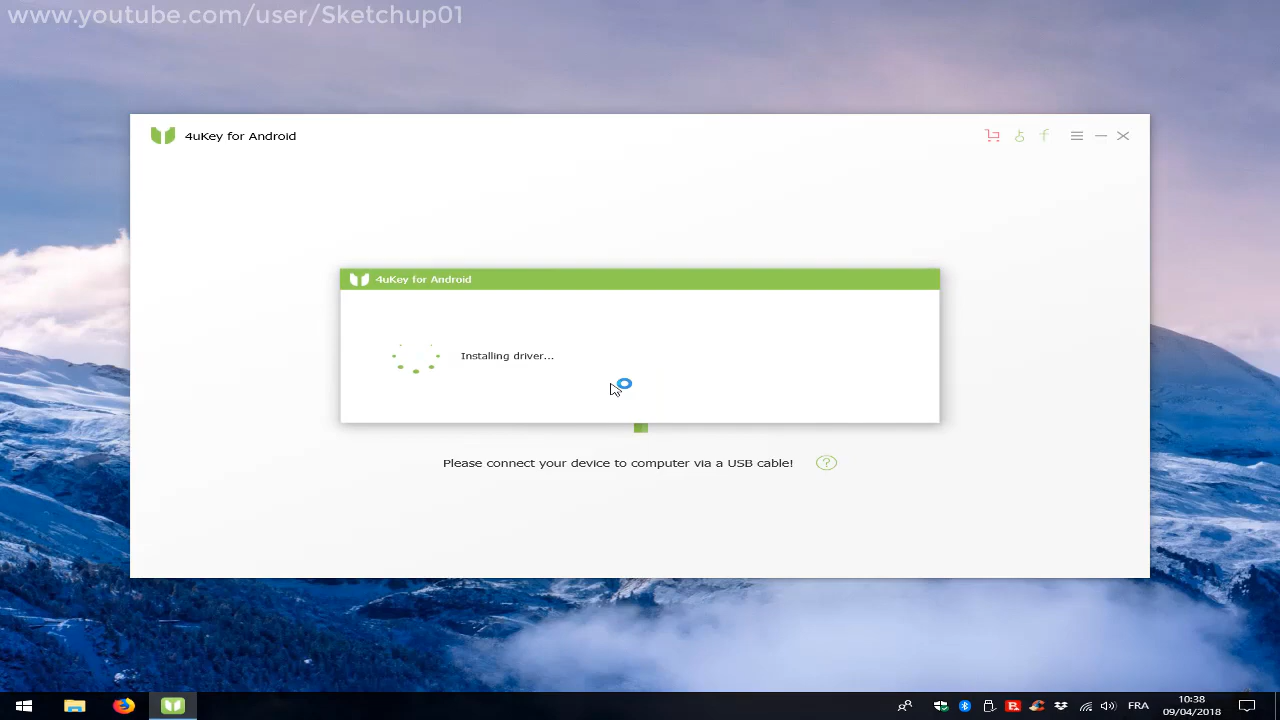 www.youtube.com/user/Sketchup01
4uKey for Android
4uKey for Android
Installing driver...
Please connect your device to computer via a USB cable!
?
FRA
10:38
09/04/2018